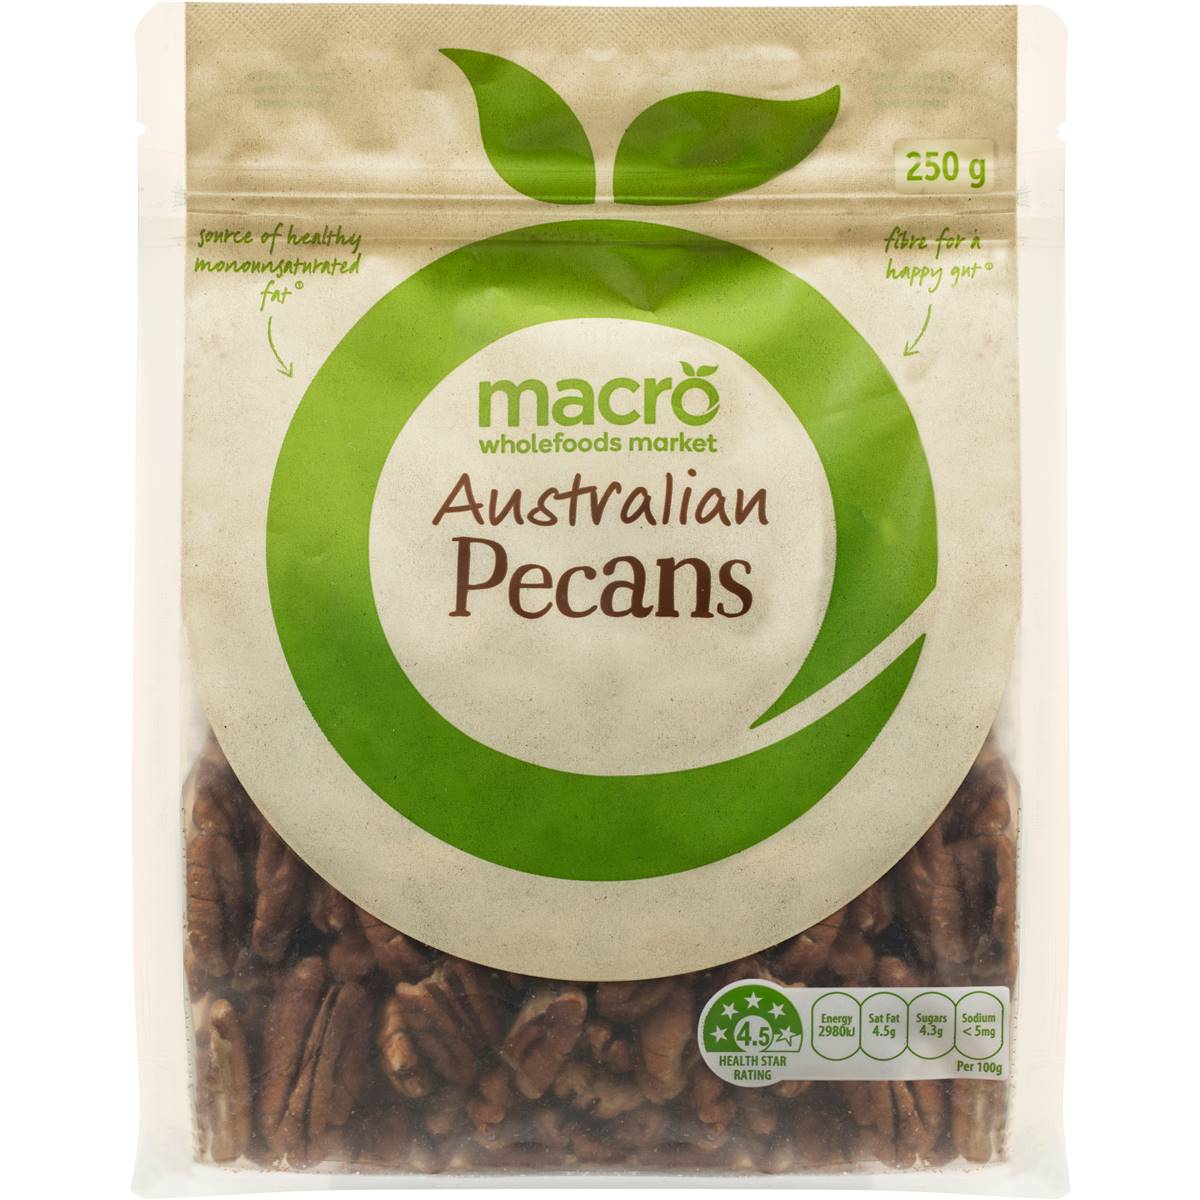 250 g
source of healthy
monounsaturated
fat
fibre for a
happy gut
macro
wholefoods market
Australian
Pecans
4.5
HEALTH STAR
RATING
Energy
2980kJ
Sat Fat
4.5g
Sugars
4.3g
Sodium
< 5mg
Per 100g